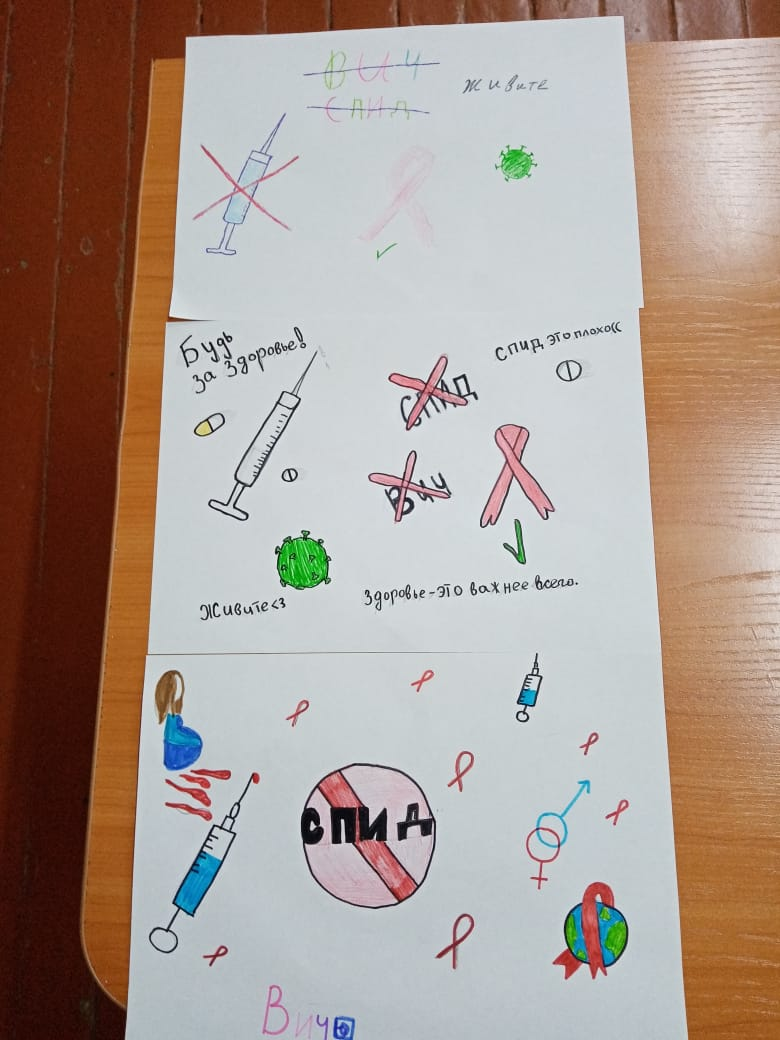 ВИЧ
СПИД
Живите
Будь
за здоровье!
СПИД это плохо((
СПИД
ВИЧ
Живите<3
Здоровье-это важнее всего.
СПИД
Вич